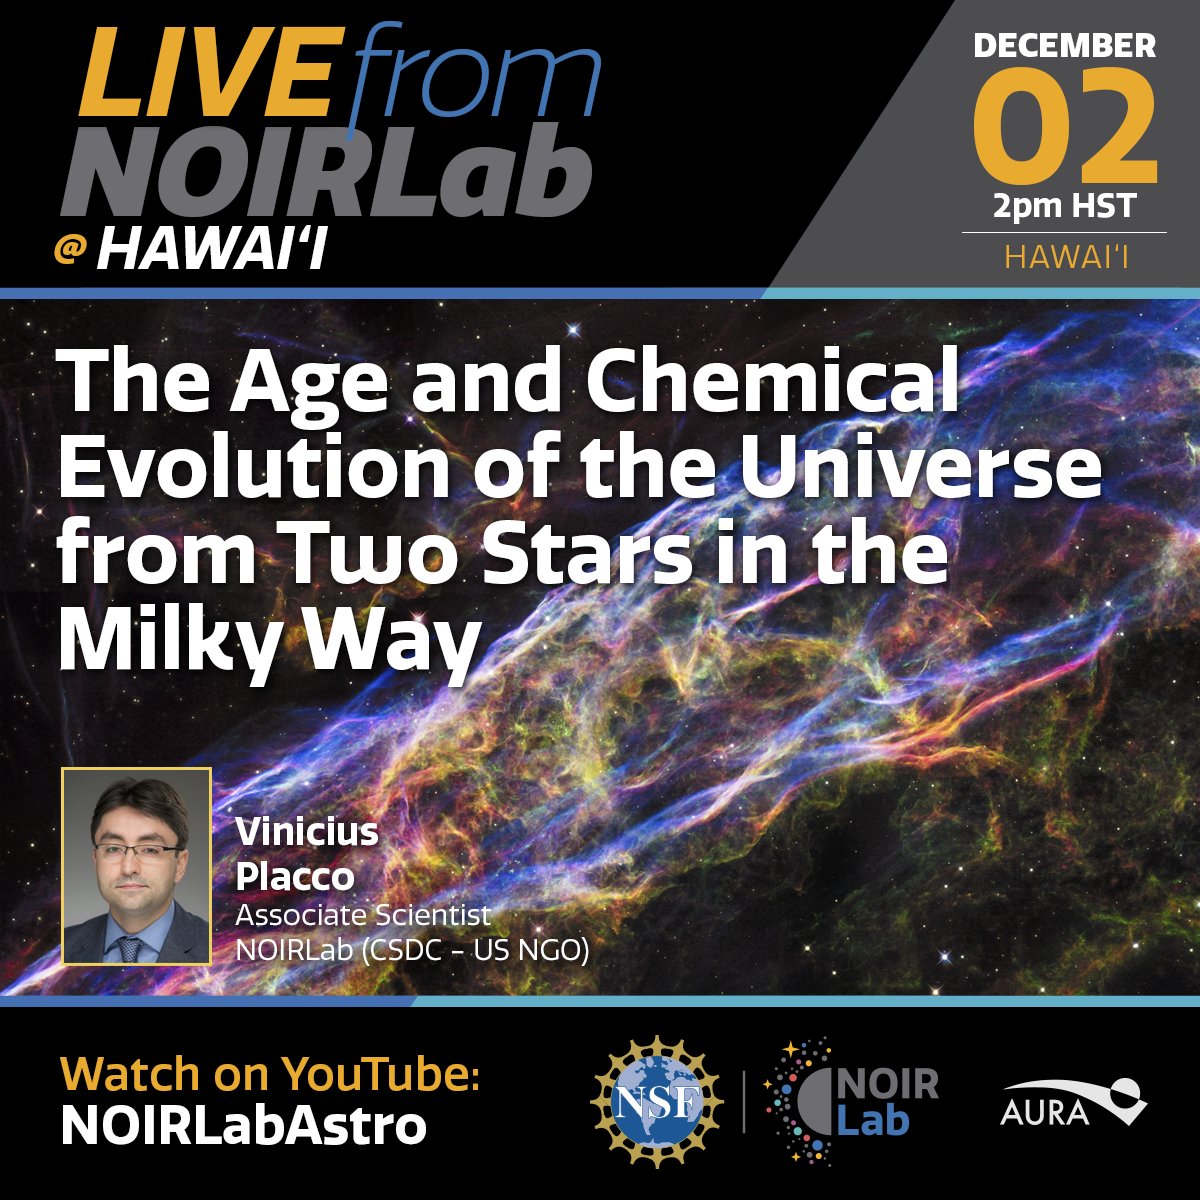 LIVE from
NOIRLab
@ HAWAIʻI
DECEMBER
02
2pm HST
HAWAIʻI
The Age and Chemical
Evolution of the Universe
from Two Stars in the
Milky Way
Vinicius
Placco
Associate Scientist
NOIRLab (CSDC – US NGO)
Watch on YouTube:
NOIRLabAstro
NSF
NOIR
Lab
AURA